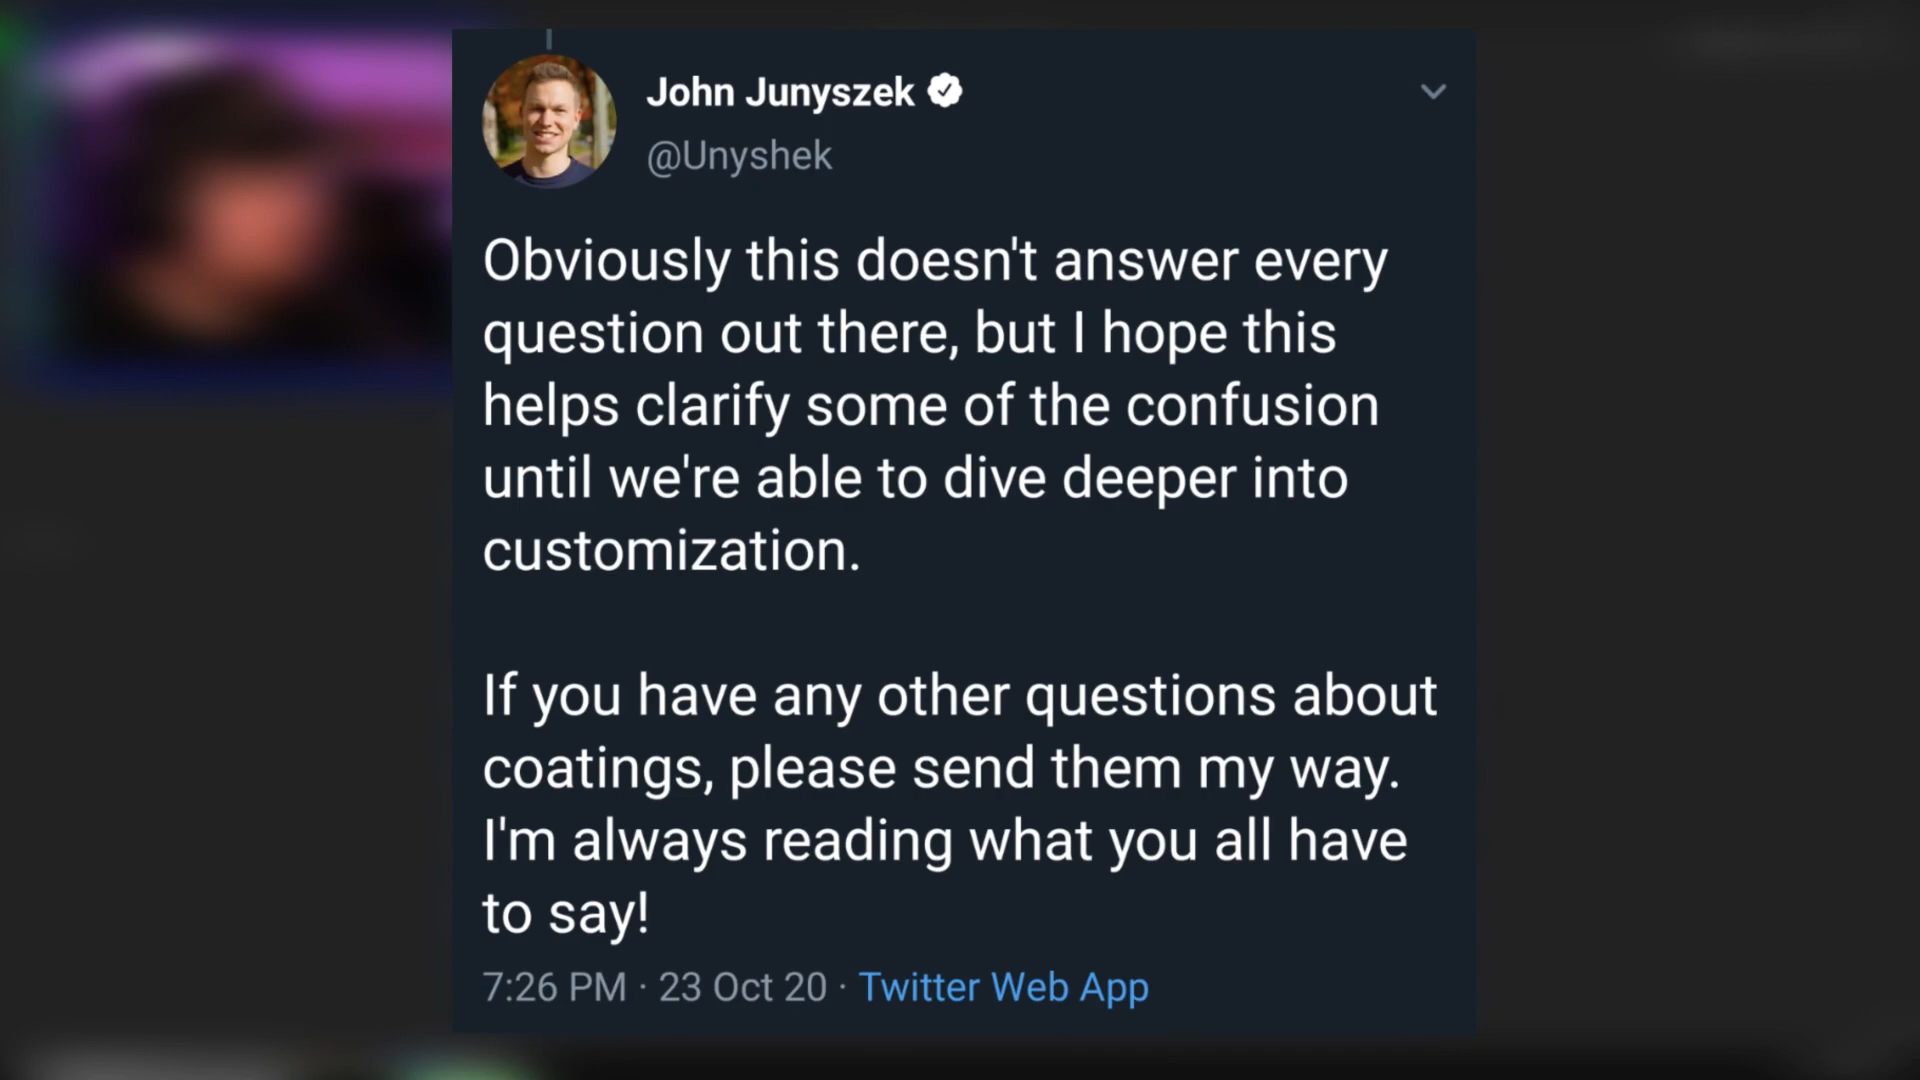 John Junyszek
@Unyshek
Obviously this doesn't answer every
question out there, but I hope this
helps clarify some of the confusion
until we're able to dive deeper into
customization.
If you have any other questions about
coatings, please send them my way.
I'm always reading what you all have
to say!
7:26 PM · 23 Oct 20 · Twitter Web App